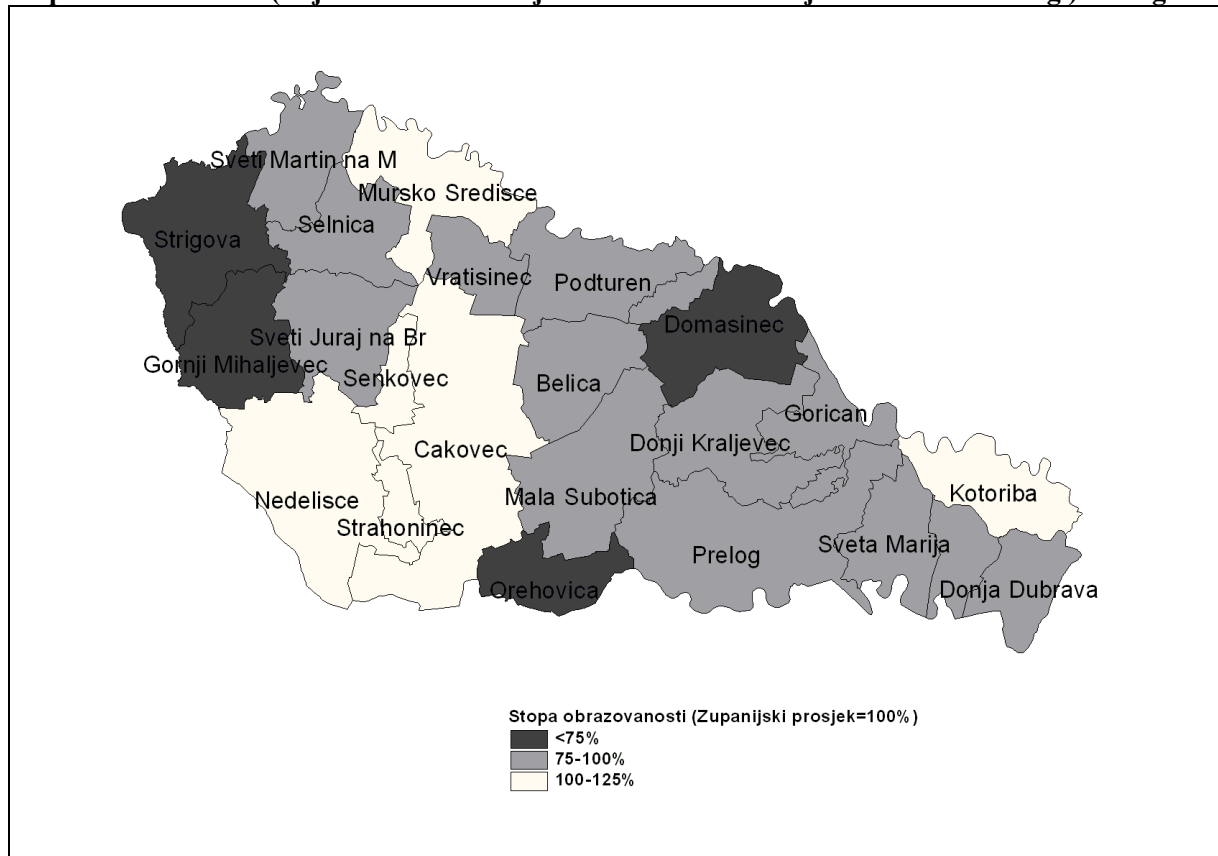 Sveti Martin na M
Mursko Sredisce
Selnica
Strigova
Vratisinec
Podturen
Domasinec
Sveti Juraj na Br
Gornji Mihaljevec
Senkovec
Belica
Gorican
Donji Kraljevec
Cakovec
Nedelisce
Mala Subotica
Kotoriba
Strahoninec
Prelog
Sveta Marija
Orehovica
Donja Dubrava
Stopa obrazovanosti (Zupanijski prosjek=100%)
<75%
75-100%
100-125%